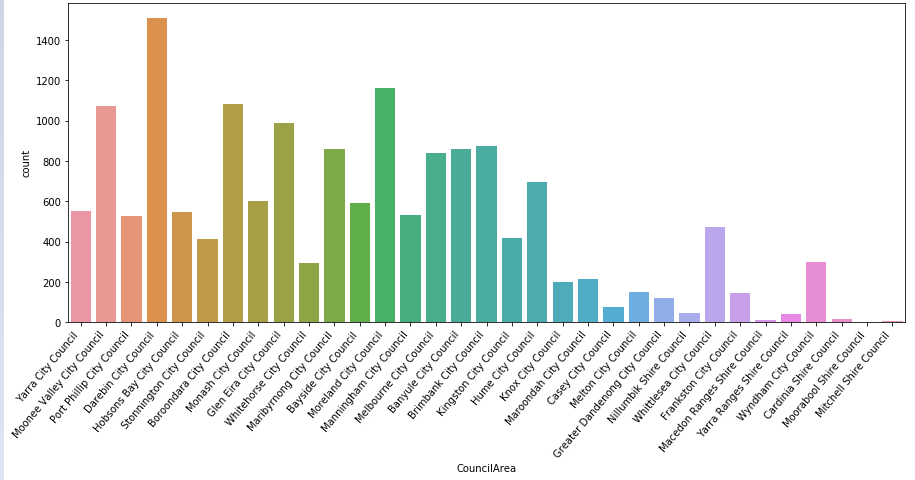 1400
1200
1000
800
600
400
200
0
count
Yarra City Council
Moonee Valley City Council
Port Phillip City Council
Darebin City Council
Hobsons Bay City Council
Stonnington City Council
Boroondara City Council
Monash City Council
Glen Eira City Council
Whitehorse City Council
Maribyrnong City Council
Bayside City Council
Moreland City Council
Manningham City Council
Melbourne City Council
Banyule City Council
Brimbank City Council
Kingston City Council
Hume City Council
Knox City Council
Maroondah City Council
Casey City Council
Melton City Council
Greater Dandenong City Council
Nillumbik Shire Council
Whittlesea City Council
Frankston City Council
Macedon Ranges Shire Council
Yarra Ranges Shire Council
Wyndham City Council
Cardinia Shire Council
Moorabool Shire Council
Mitchell Shire Council
CouncilArea